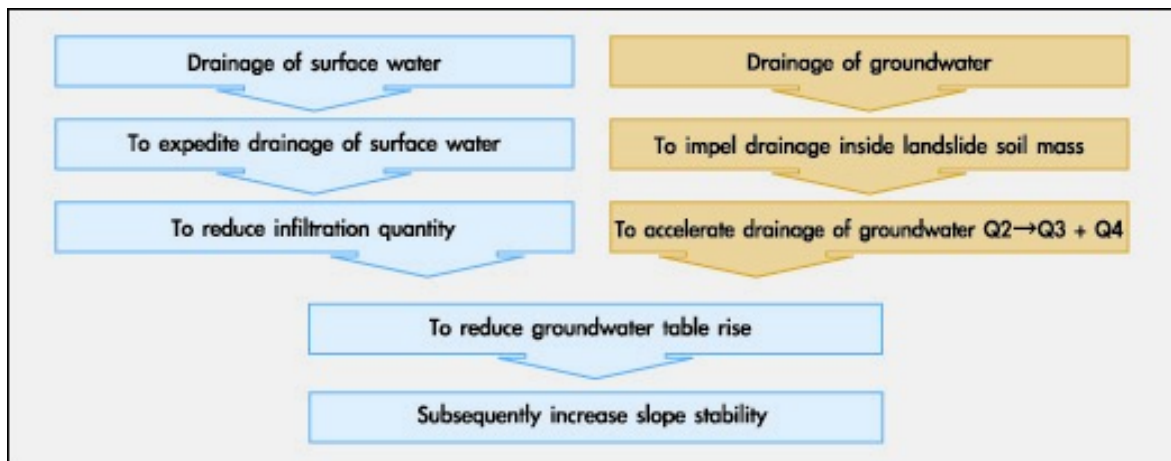 Drainage of surface water
To expedite drainage of surface water
To reduce infiltration quantity
Drainage of groundwater
To impel drainage inside landslide soil mass
To accelerate drainage of groundwater Q2→Q3 + Q4
To reduce groundwater table rise
Subsequently increase slope stability